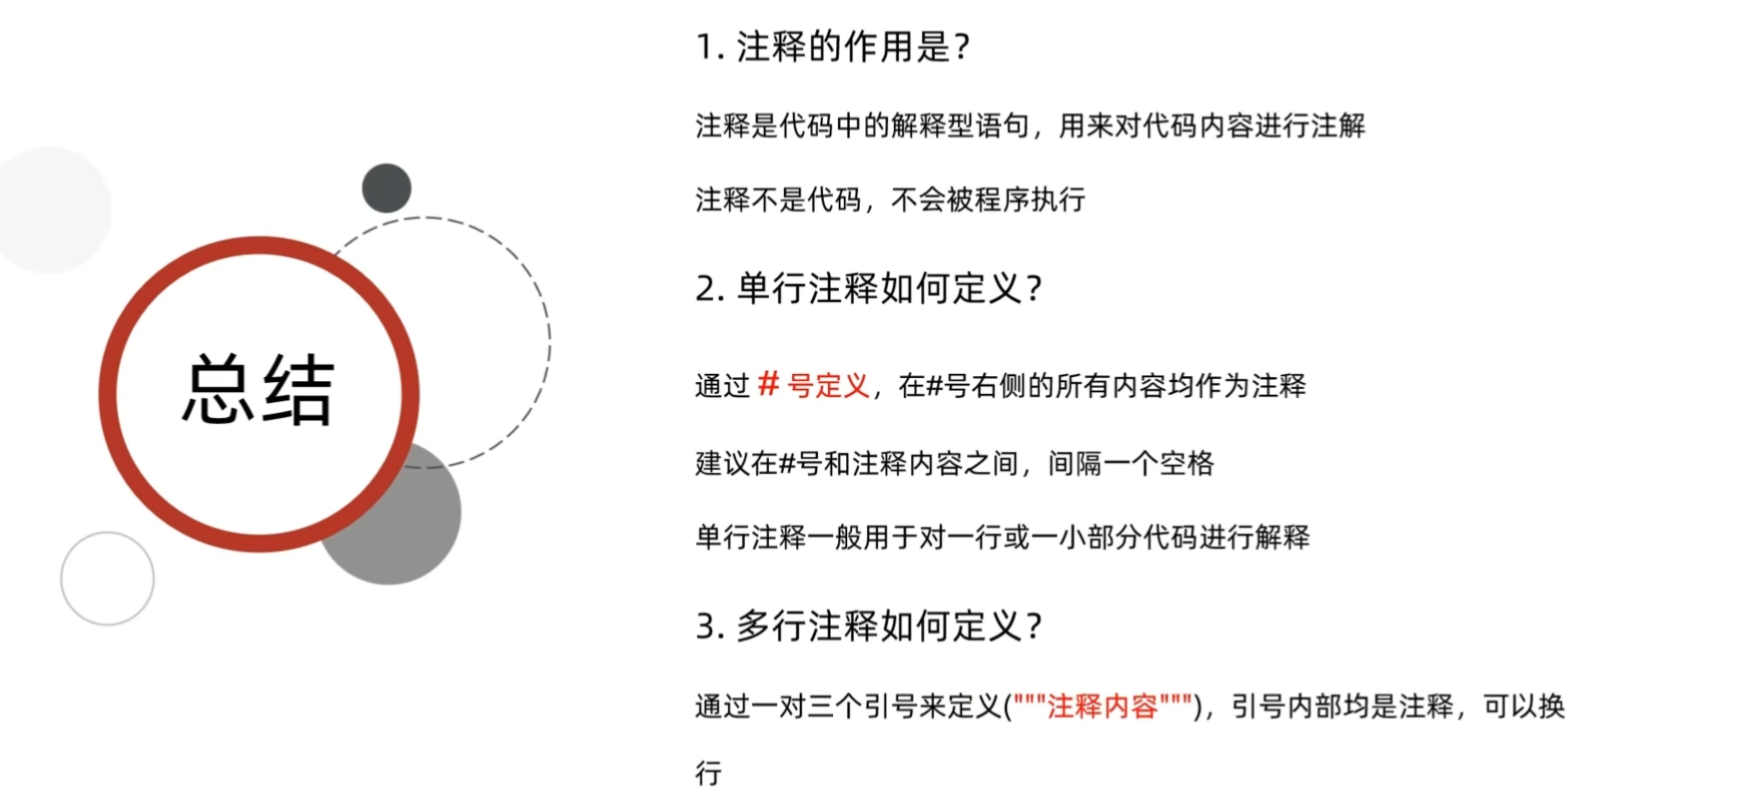 总结
1. 注释的作用是？
注释是代码中的解释型语句，用来对代码内容进行注解
注释不是代码，不会被程序执行
2. 单行注释如何定义？
通过 # 号定义，在#号右侧的所有内容均作为注释
建议在#号和注释内容之间，间隔一个空格
单行注释一般用于对一行或一小部分代码进行解释
3. 多行注释如何定义？
通过一对三个引号来定义("""注释内容""")，引号内部均是注释，可以换
行